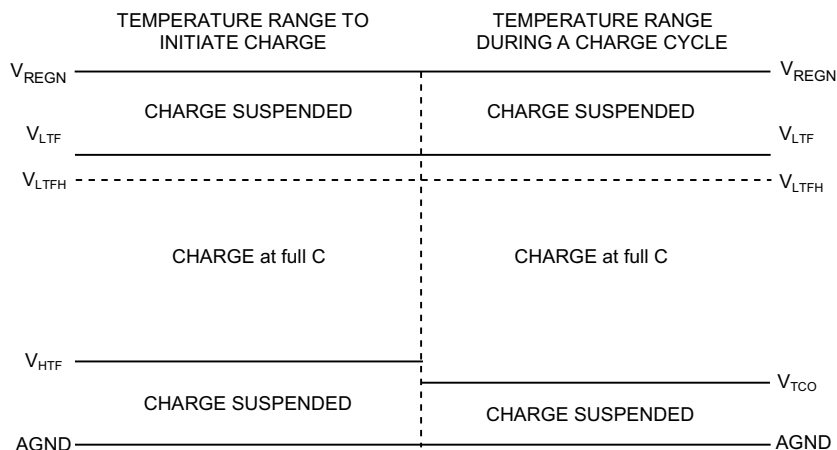 TEMPERATURE RANGE TO
INITIATE CHARGE
TEMPERATURE RANGE
DURING A CHARGE CYCLE
VREGN
VREGN
CHARGE SUSPENDED
CHARGE SUSPENDED
VLTF
VLTF
VLTFH
VLTFH
CHARGE at full C
CHARGE at full C
VHTF
VTCO
CHARGE SUSPENDED
CHARGE SUSPENDED
AGND
AGND